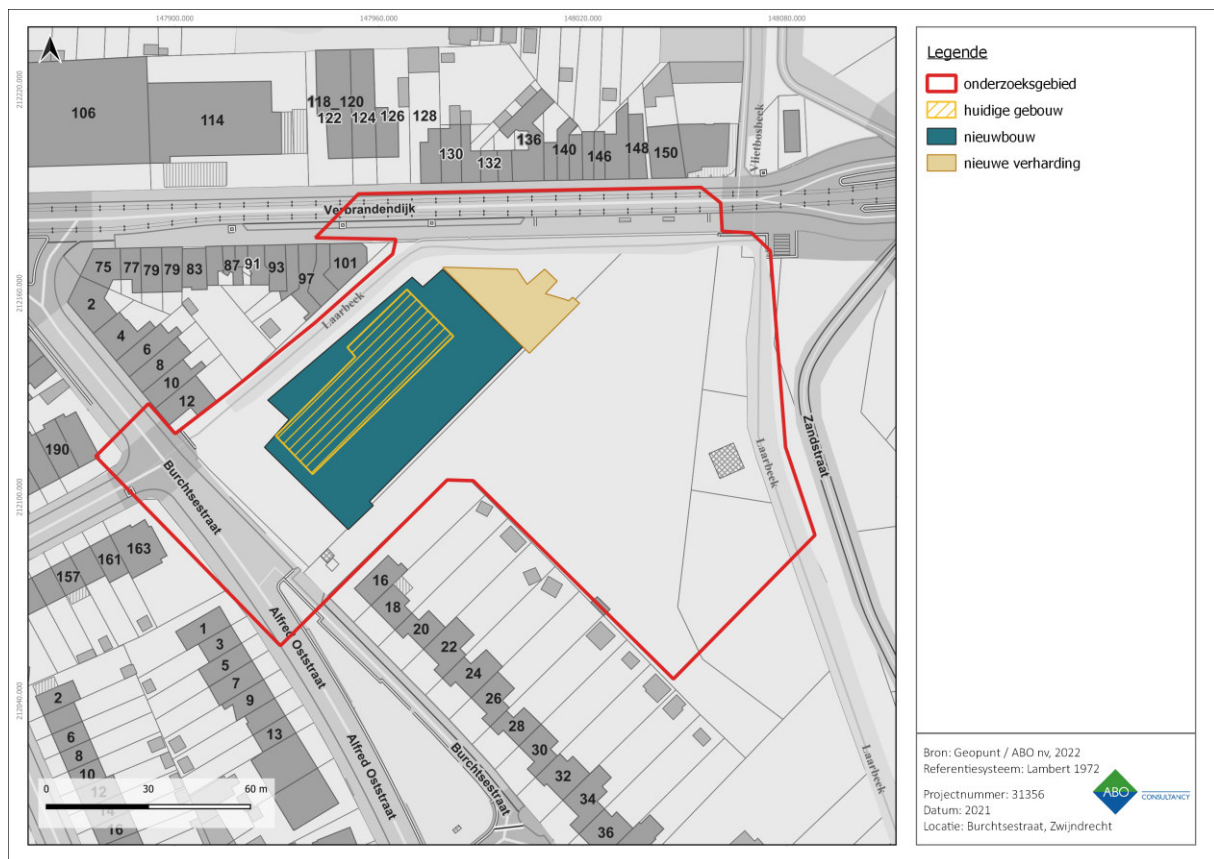 147900.000 147960.000 148020.000 148080.000
212220.000
212160.000
212100.000
212040.000
106
114
118 120
122 124 126
128
130
132
136
140
146
148
150
Vlietbosbeek
Verbrandendijk
75 77 79 79 83 87 91 93 97 101
2
4
6
8
10
12
Laarbeek
190
Burchtsestraat
157 161 163
Laarbeek
Zandstraat
16
18
20
22
24
26
28
30
32
34
36
1
3
5
7
9
13
Alfred Oststraat
Alfred Oststraat
Burchtsestraat
Laarbeek
2
6
8
10
12
14
16
0 30 60 m
Legende
onderzoeksgebied
huidige gebouw
nieuwbouw
nieuwe verharding
Bron: Geopunt / ABO nv, 2022
Referentiesysteem: Lambert 1972
Projectnummer: 31356
Datum: 2021
Locatie: Burchtsestraat, Zwijndrecht
ABO CONSULTANCY